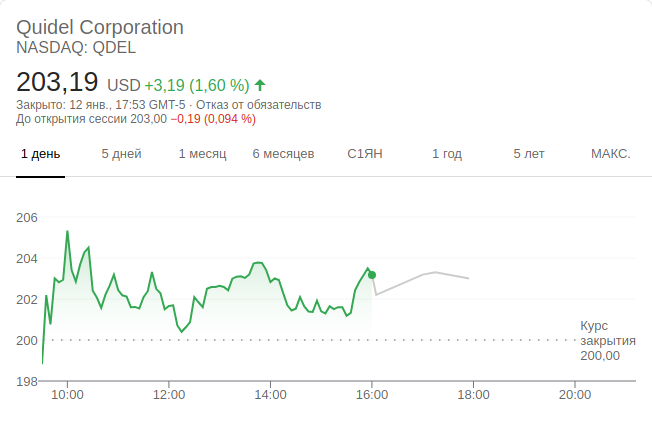 Quidel Corporation
NASDAQ: QDEL
203,19 USD +3,19 (1,60 %)
Закрыто: 12 янв., 17:53 GMT-5 · Отказ от обязательств
До открытия сессии 203,00 −0,19 (0,094 %)
1 день 5 дней 1 месяц 6 месяцев С1ЯН 1 год 5 лет МАКС.
206
204
202
200
198
Курс
закрытия
200,00
10:00 12:00 14:00 16:00 18:00 20:00